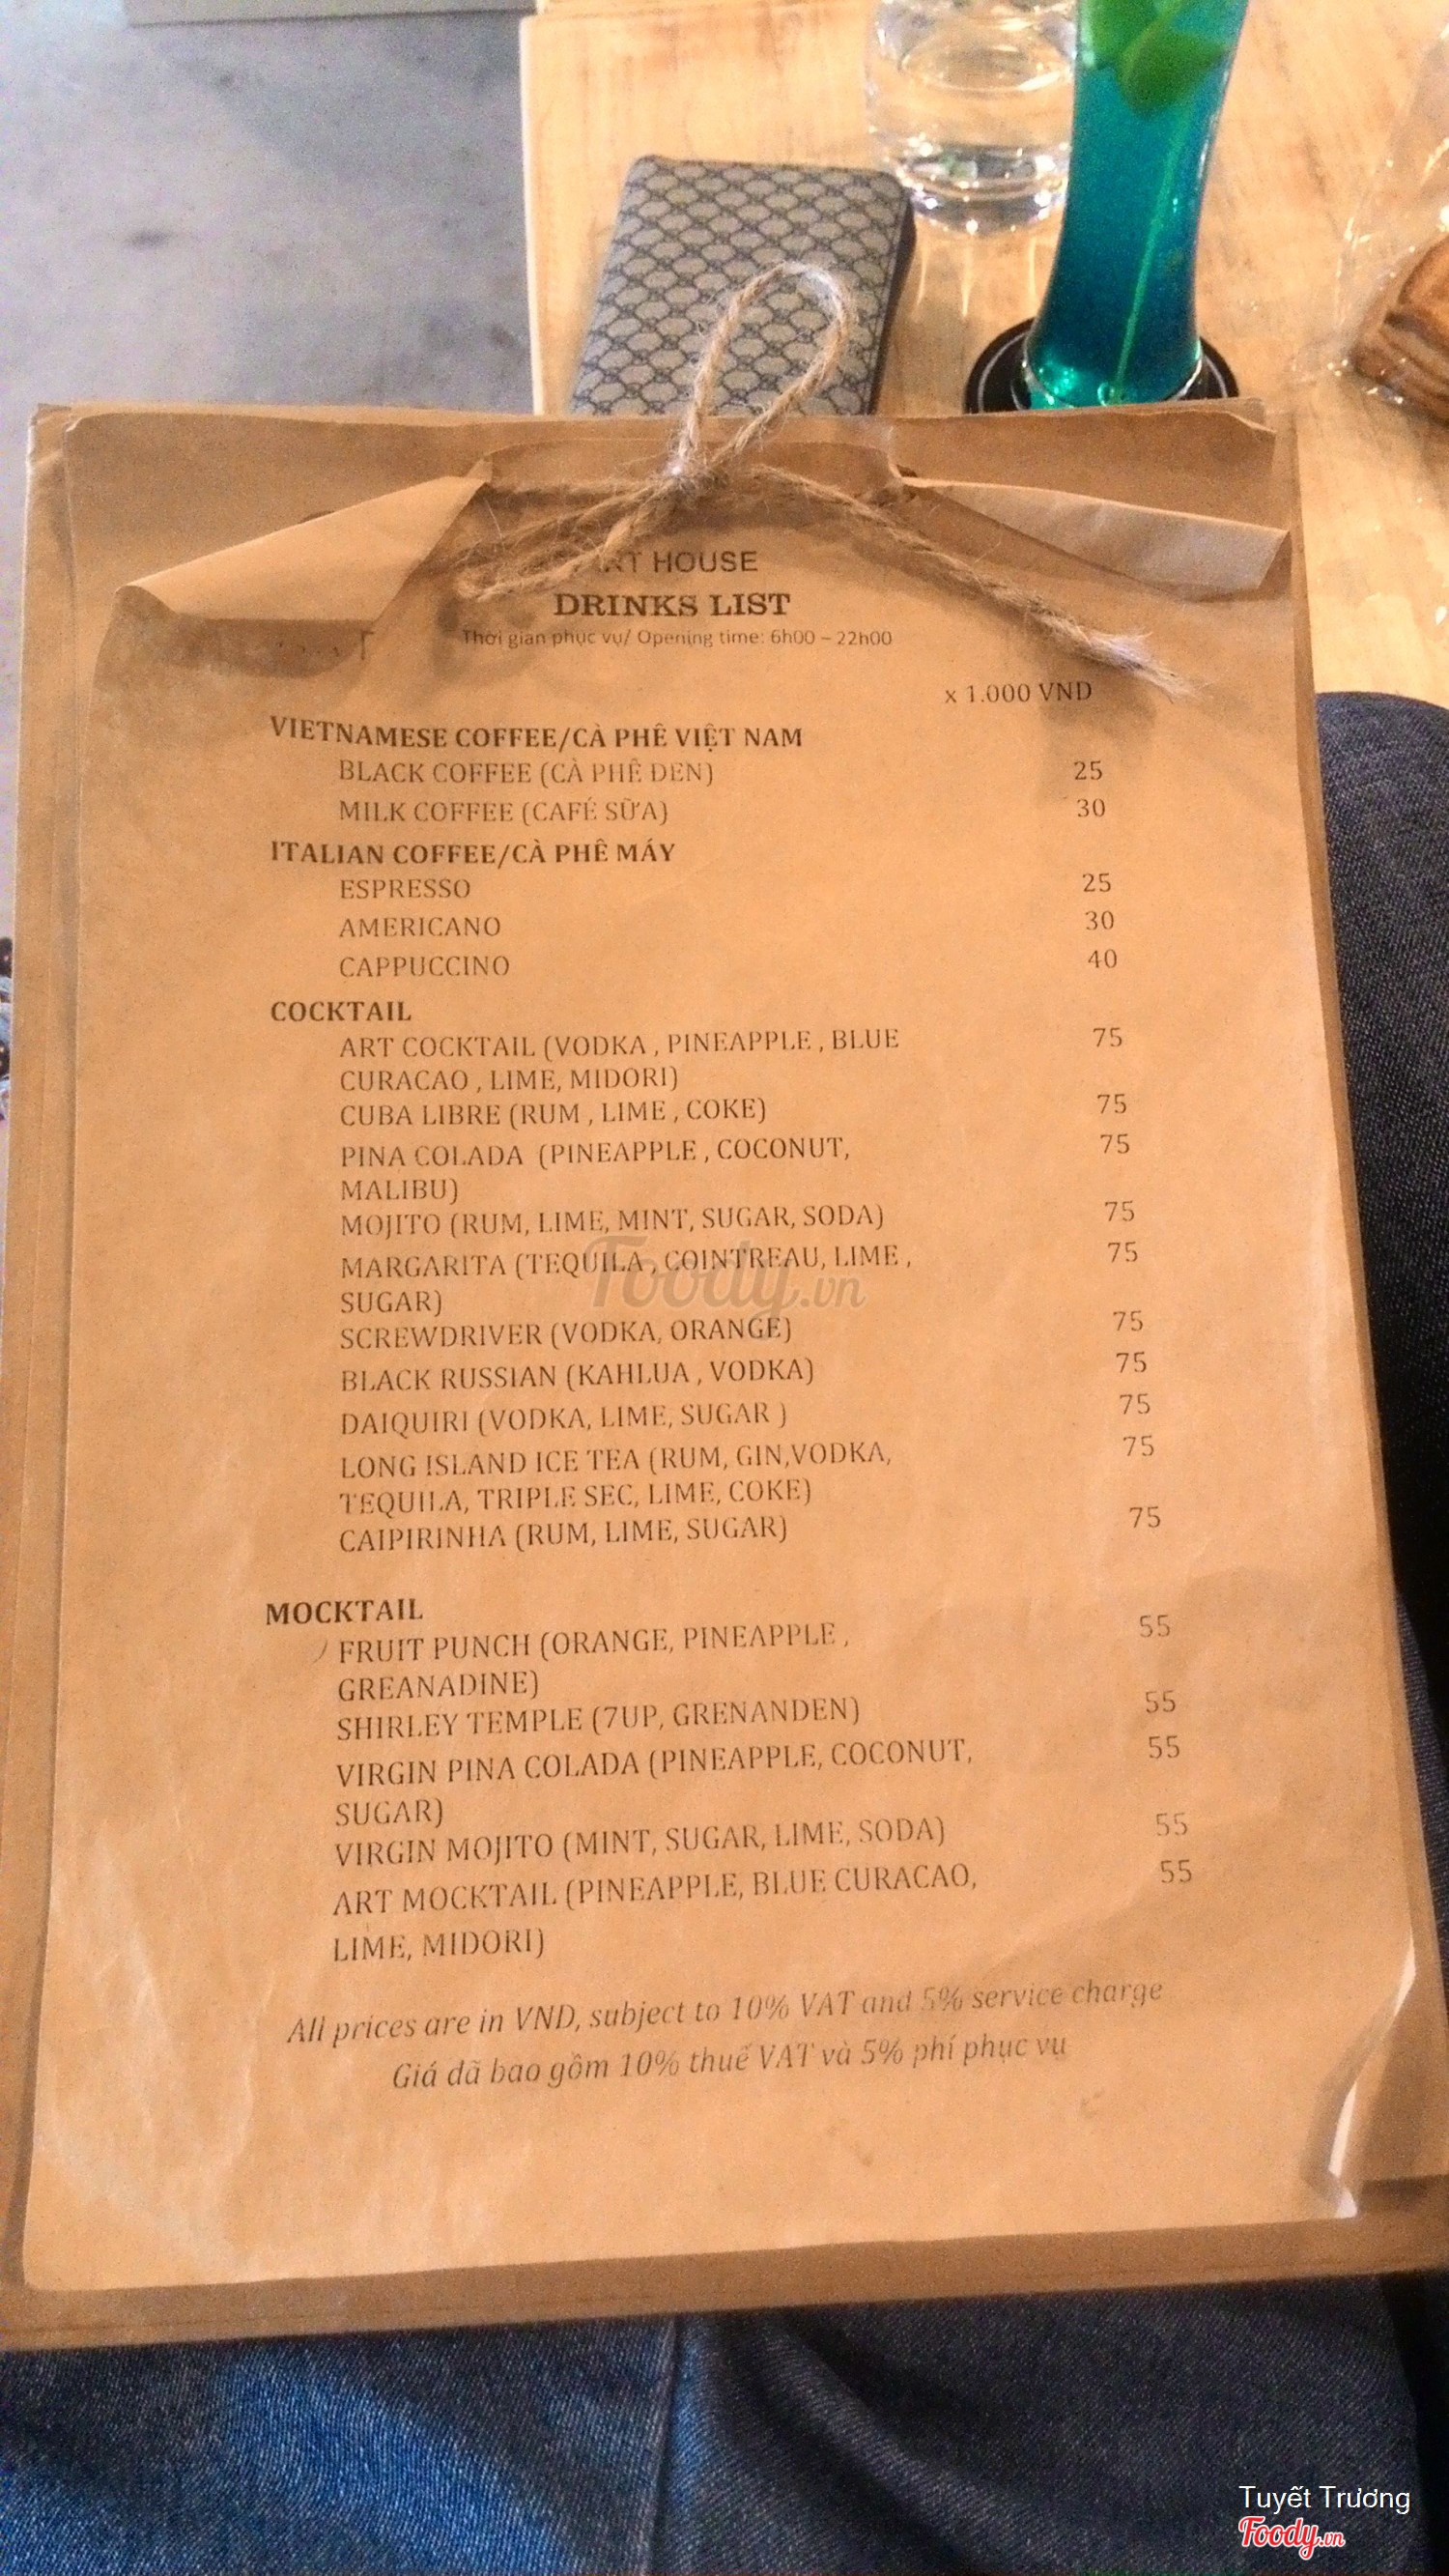 ART HOUSE
DRINKS LIST
Thời gian phục vụ/ Opening time: 6h00 – 22h00
x 1.000 VND
VIETNAMESE COFFEE/CÀ PHÊ VIỆT NAM
BLACK COFFEE (CÀ PHÊ ĐEN) 25
MILK COFFEE (CAFÉ SỮA) 30
ITALIAN COFFEE/CÀ PHÊ MÁY
ESPRESSO 25
AMERICANO 30
CAPPUCCINO 40
COCKTAIL
ART COCKTAIL (VODKA , PINEAPPLE , BLUE 75
CURACAO , LIME, MIDORI)
CUBA LIBRE (RUM , LIME , COKE) 75
PINA COLADA (PINEAPPLE , COCONUT, 75
MALIBU)
MOJITO (RUM, LIME, MINT, SUGAR, SODA) 75
MARGARITA (TEQUILA , COINTREAU, LIME , 75
SUGAR)
SCREWDRIVER (VODKA, ORANGE) 75
BLACK RUSSIAN (KAHLUA , VODKA) 75
DAIQUIRI (VODKA, LIME, SUGAR ) 75
LONG ISLAND ICE TEA (RUM, GIN,VODKA, 75
TEQUILA, TRIPLE SEC, LIME, COKE)
CAIPIRINHA (RUM, LIME, SUGAR) 75
MOCKTAIL
FRUIT PUNCH (ORANGE, PINEAPPLE , 55
GREANADINE)
SHIRLEY TEMPLE (7UP, GRENANDEN) 55
VIRGIN PINA COLADA (PINEAPPLE, COCONUT, 55
SUGAR)
VIRGIN MOJITO (MINT, SUGAR, LIME, SODA) 55
ART MOCKTAIL (PINEAPPLE, BLUE CURACAO, 55
LIME, MIDORI)
All prices are in VND, subject to 10% VAT and 5% service charge
Giá đã bao gồm 10% thuế VAT và 5% phí phục vụ
Foody.vn
Tuyết Trương
Foody.vn